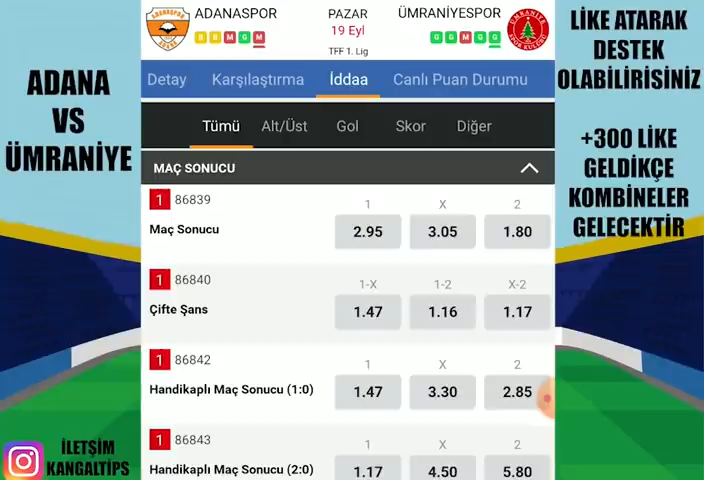 ADANA
VS
ÜMRANİYE
ADANASPOR
B B M G M
PAZAR
19 Eyl
TFF 1. Lig
ÜMRANİYESPOR
G G M G G
Detay Karşılaştırma İddaa Canlı Puan Durumu
Tümü Alt/Üst Gol Skor Diğer
MAÇ SONUCU
1 86839
Maç Sonucu
1 X 2
2.95 3.05 1.80
1 86840
Çifte Şans
1-X 1-2 X-2
1.47 1.16 1.17
1 86842
Handikaplı Maç Sonucu (1:0)
1 X 2
1.47 3.30 2.85
1 86843
Handikaplı Maç Sonucu (2:0)
1 X 2
1.17 4.50 5.80
LİKE ATARAK
DESTEK
OLABİLİRİSİNİZ
+300 LİKE
GELDİKÇE
KOMBİNELER
GELECEKTİR
İLETŞİM
KANGALTİPS